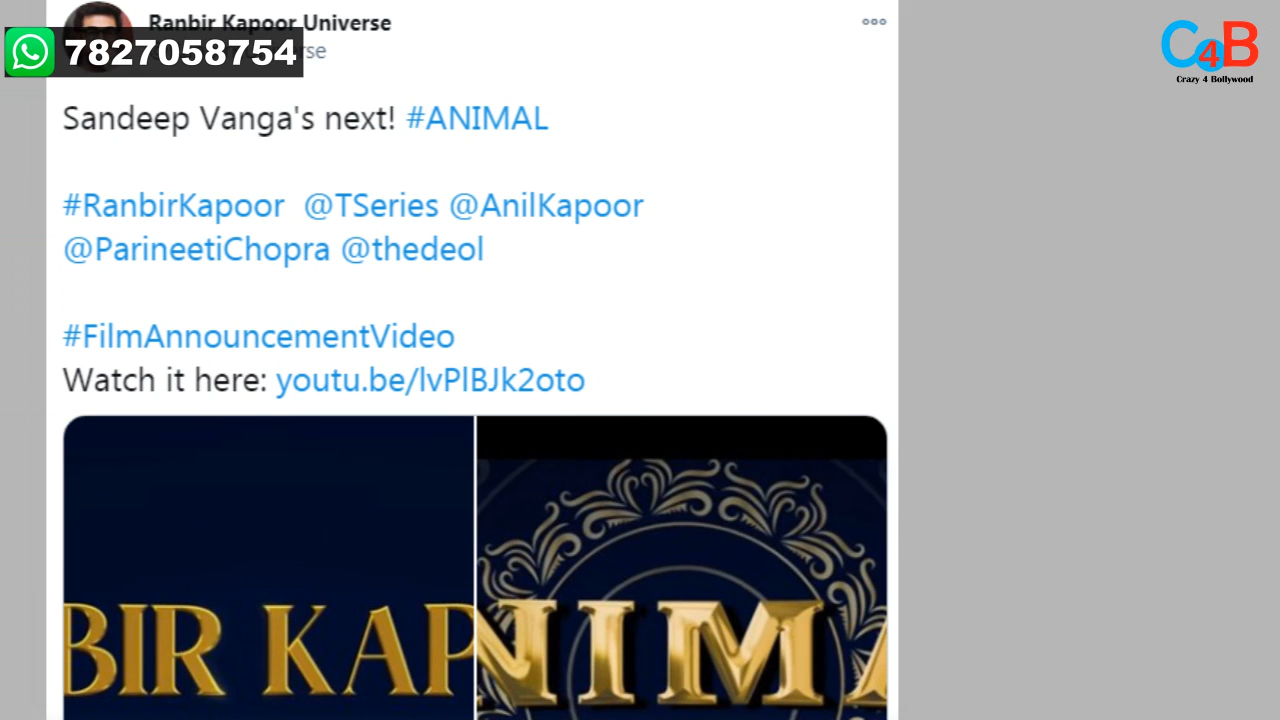 Ranbir Kapoor Universe
7827058754
rse
C4B
Crazy 4 Bollywood
Sandeep Vanga's next! #ANIMAL
#RanbirKapoor @TSeries @AnilKapoor
@ParineetiChopra @thedeol
#FilmAnnouncementVideo
Watch it here: youtu.be/lvPlBJk2oto
BIR KAP
NIMA